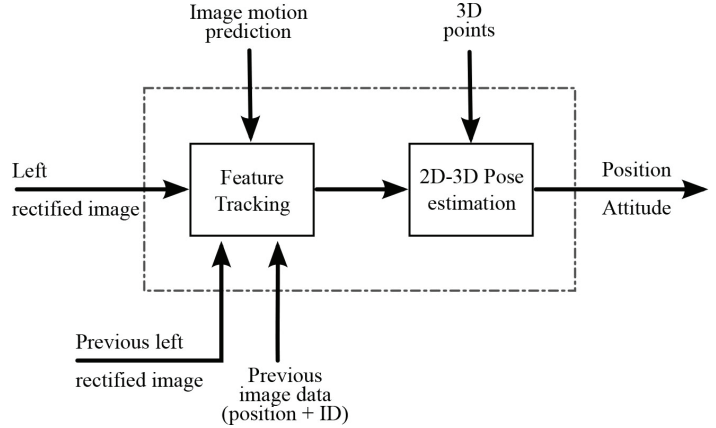 Image motion
prediction
3D
points
Left
rectified image
Feature
Tracking
2D-3D Pose
estimation
Position
Attitude
Previous left
rectified image
Previous
image data
(position + ID)